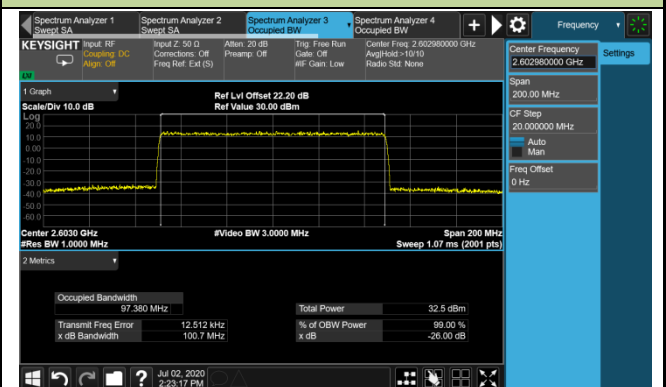 Spectrum Analyzer 1
Swept SA
Spectrum Analyzer 2
Swept SA
Spectrum Analyzer 3
Occupied BW
Spectrum Analyzer 4
Occupied BW
Frequency
KEYSIGHT
Input: RF
Coupling: DC
Align: Off
Input Z: 50 Ω
Corrections: Off
Freq Ref: Ext (S)
Atten: 20 dB
Preamp: Off
Trig: Free Run
Gate: Off
#IF Gain: Low
Center Freq: 2.602980000 GHz
Avg|Hold:>10/10
Radio Std: None
Center Frequency
2.602980000 GHz
Settings
Span
200.00 MHz
CF Step
20.000000 MHz
Auto
Man
Freq Offset
0 Hz
1 Graph
Scale/Div 10.0 dB
Ref Lvl Offset 22.20 dB
Ref Value 30.00 dBm
Log
20.0
10.0
0.00
-10.0
-20.0
-30.0
-40.0
-50.0
-60.0
Center 2.6030 GHz
#Video BW 3.0000 MHz
Span 200 MHz
#Res BW 1.0000 MHz
Sweep 1.07 ms (2001 pts)
2 Metrics
Occupied Bandwidth
97.380 MHz
Total Power
32.5 dBm
Transmit Freq Error
12.512 kHz
% of OBW Power
99.00 %
x dB Bandwidth
100.7 MHz
x dB
-26.00 dB
?
Jul 02, 2020
2:23:17 PM